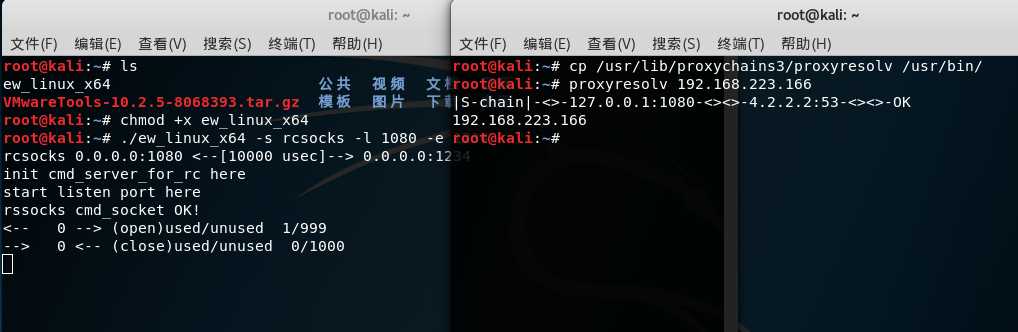 root@kali: ~
文件(F) 编辑(E) 查看(V) 搜索(S) 终端(T) 帮助(H)
root@kali:~# ls
ew_linux_x64 公共 视频 文档
VMwareTools-10.2.5-8068393.tar.gz 模板 图片
root@kali:~# chmod +x ew_linux_x64
root@kali:~# ./ew_linux_x64 -s rcsocks -l 1080 -e
rcsocks 0.0.0.0:1080 <--[10000 usec]--> 0.0.0.0:1234
init cmd_server_for_rc here
start listen port here
rssocks cmd_socket OK!
<--   0 --> (open)used/unused  1/999
-->   0 <-- (close)used/unused  0/1000
root@kali: ~
文件(F) 编辑(E) 查看(V) 搜索(S) 终端(T) 帮助(H)
root@kali:~# cp /usr/lib/proxychains3/proxyresolv /usr/bin/
root@kali:~# proxyresolv 192.168.223.166
|S-chain|-<>-127.0.0.1:1080-<><>-4.2.2.2:53-<><>-OK
192.168.223.166
root@kali:~#